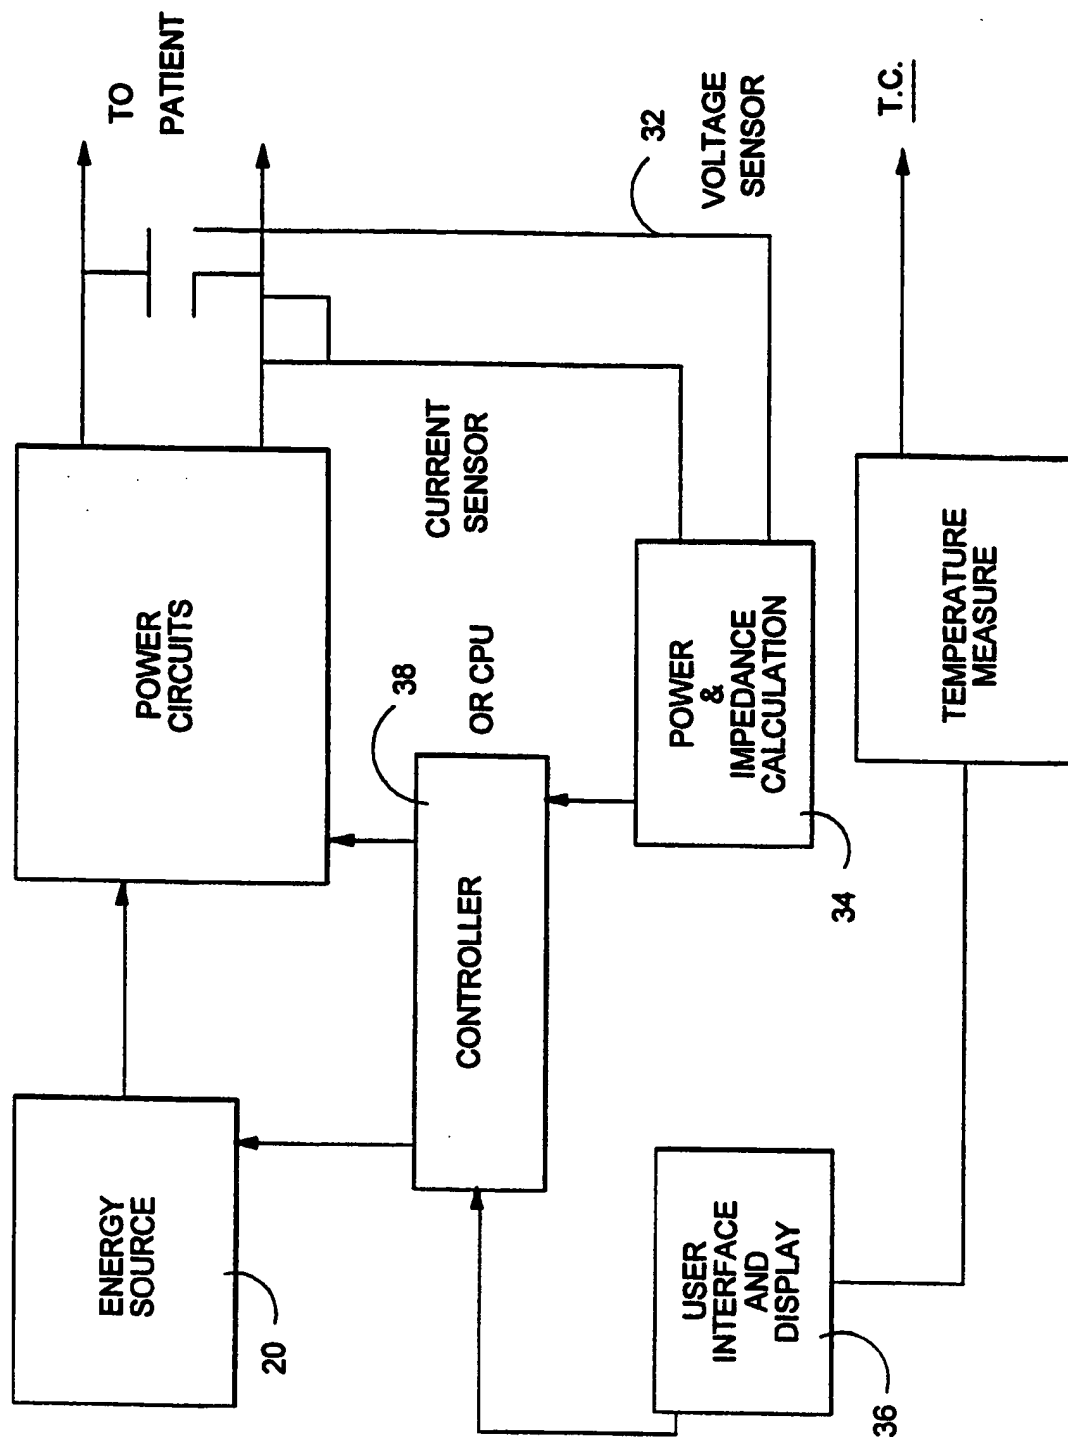 ENERGY
SOURCE
20
POWER
CIRCUITS
TO
PATIENT
CONTROLLER
38
OR CPU
CURRENT
SENSOR
32
VOLTAGE
SENSOR
USER
INTERFACE
AND
DISPLAY
36
POWER
&
IMPEDANCE
CALCULATION
34
TEMPERATURE
MEASURE
T.C.